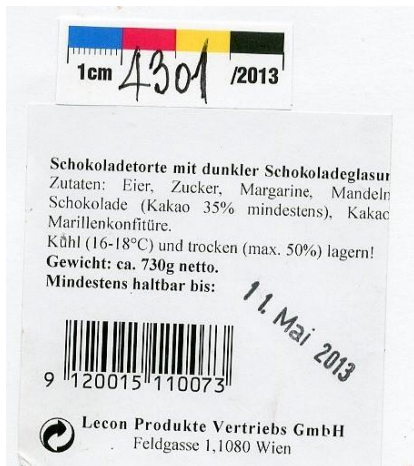 1cm 4301 /2013
Schokoladetorte mit dunkler Schokoladeglasur
Zutaten: Eier, Zucker, Margarine, Mandeln
Schokolade (Kakao 35% mindestens), Kakao
Marillenkonfitüre.
Kühl (16-18°C) und trocken (max. 50%) lagern!
Gewicht: ca. 730g netto.
Mindestens haltbar bis:
11. Mai 2013
9 120015 110073
Lecon Produkte Vertriebs GmbH
Feldgasse 1,1080 Wien